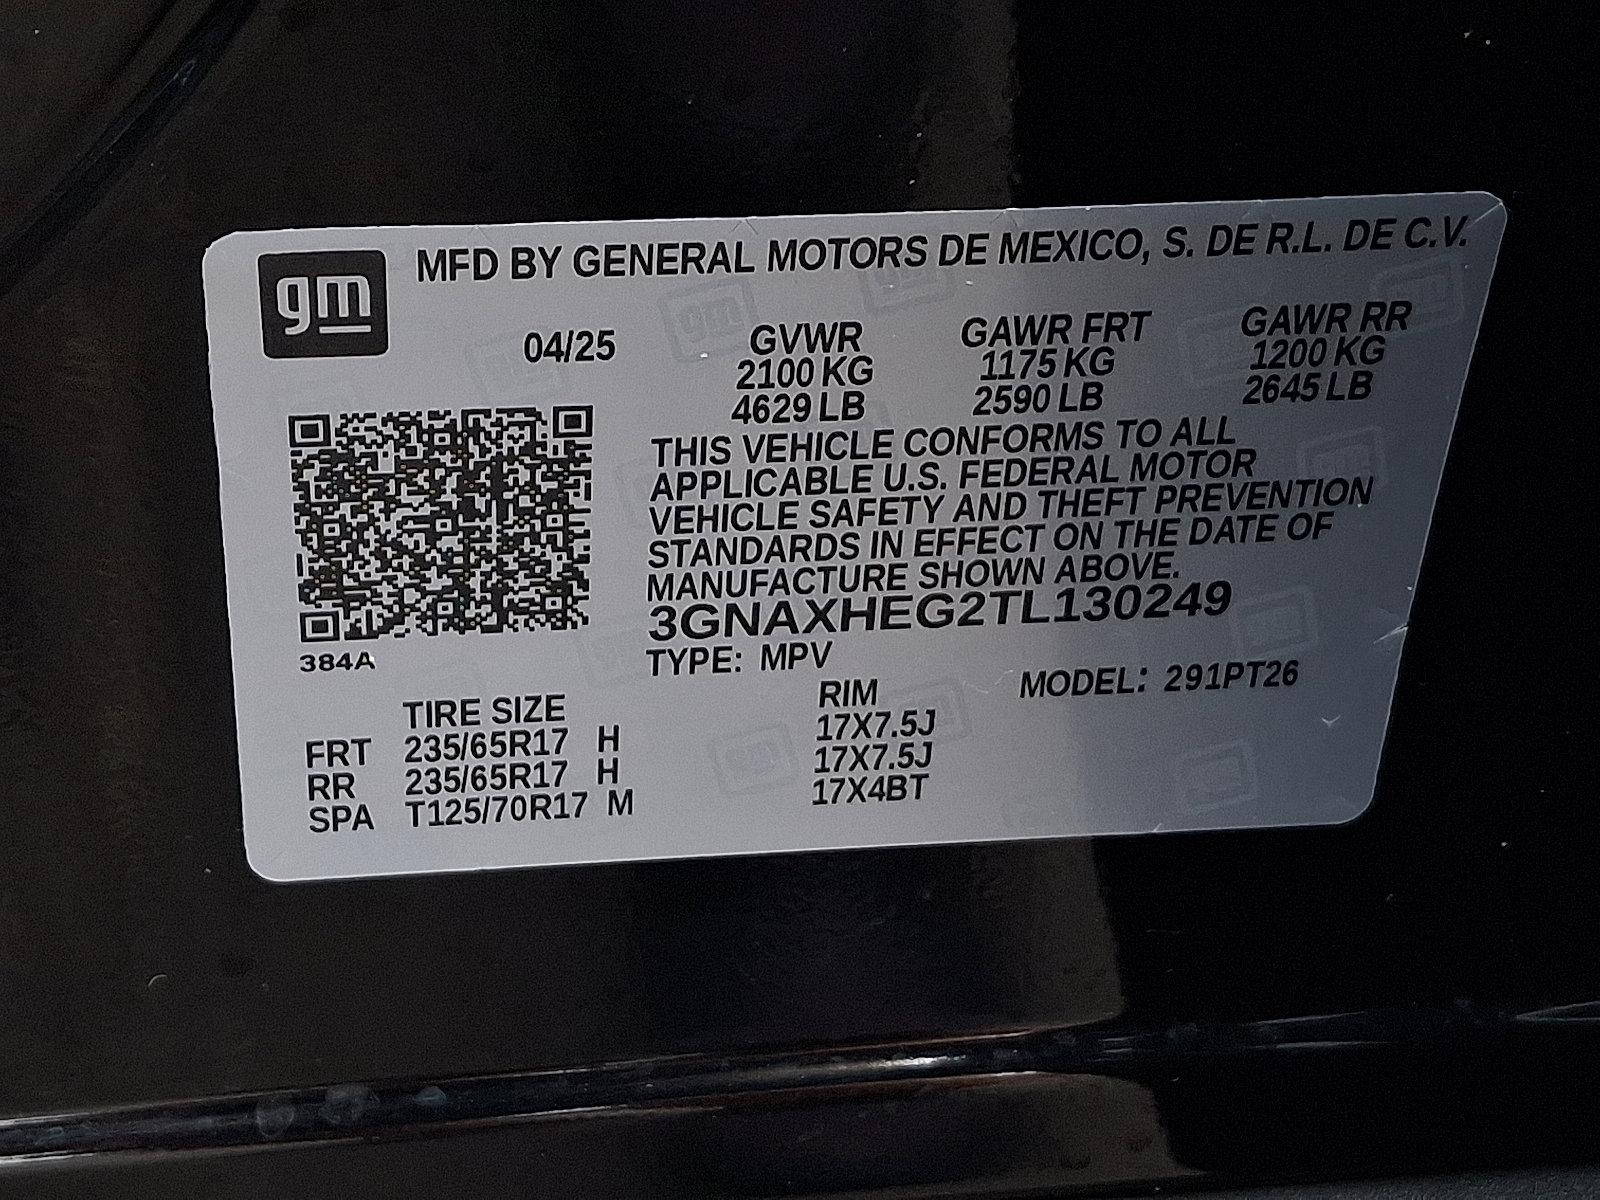 gm
MFD BY GENERAL MOTORS DE MEXICO, S. DE R.L. DE C.V.
04/25 GVWR GAWR FRT GAWR RR
2100 KG 1175 KG 1200 KG
4629 LB 2590 LB 2645 LB
THIS VEHICLE CONFORMS TO ALL
APPLICABLE U.S. FEDERAL MOTOR
VEHICLE SAFETY AND THEFT PREVENTION
STANDARDS IN EFFECT ON THE DATE OF
MANUFACTURE SHOWN ABOVE.
3GNAXHEG2TL130249
384A
TYPE: MPV
MODEL: 291PT26
TIRE SIZE RIM
FRT 235/65R17 H 17X7.5J
RR 235/65R17 H 17X7.5J
SPA T125/70R17 M 17X4BT